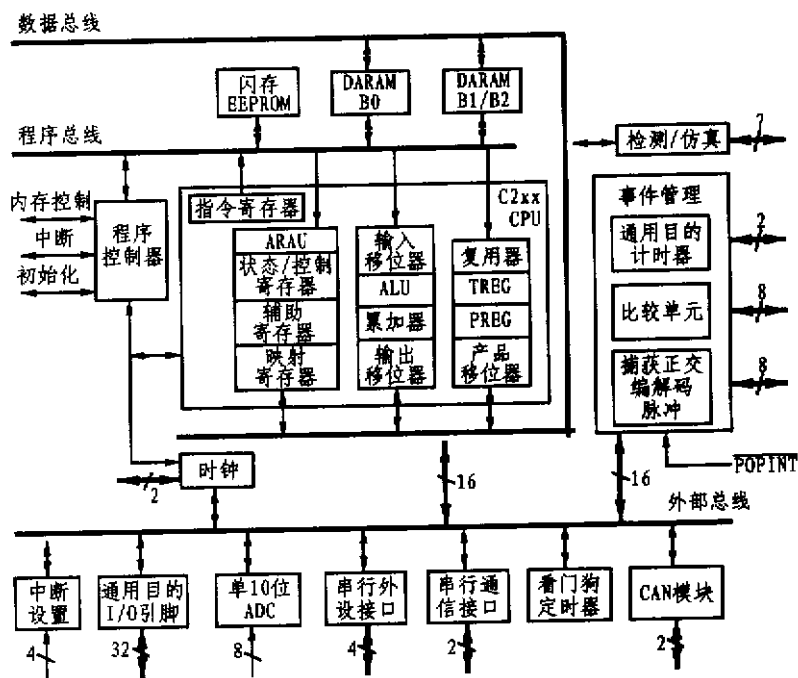 数据总线
闪存
EEPROM
DARAM
B0
DARAM
B1/B2
程序总线
检测/仿真
7
内存控制
中断
初始化
程序
控制器
指令寄存器
C2xx
CPU
ARAU
状态/控制
寄存器
辅助
寄存器
映射
寄存器
输入
移位器
ALU
累加器
输出
移位器
复用器
TREG
PREG
产品
移位器
事件管理
通用目的
计时器
2
比较单元
8
捕获正交
编解码
脉冲
8
POPINT
时钟
2
16
16
外部总线
中断
设置
通用目的
I/O引脚
单10位
ADC
串行外
设接口
串行通
信接口
看门狗
定时器
CAN模块
4
32
8
4
2
2